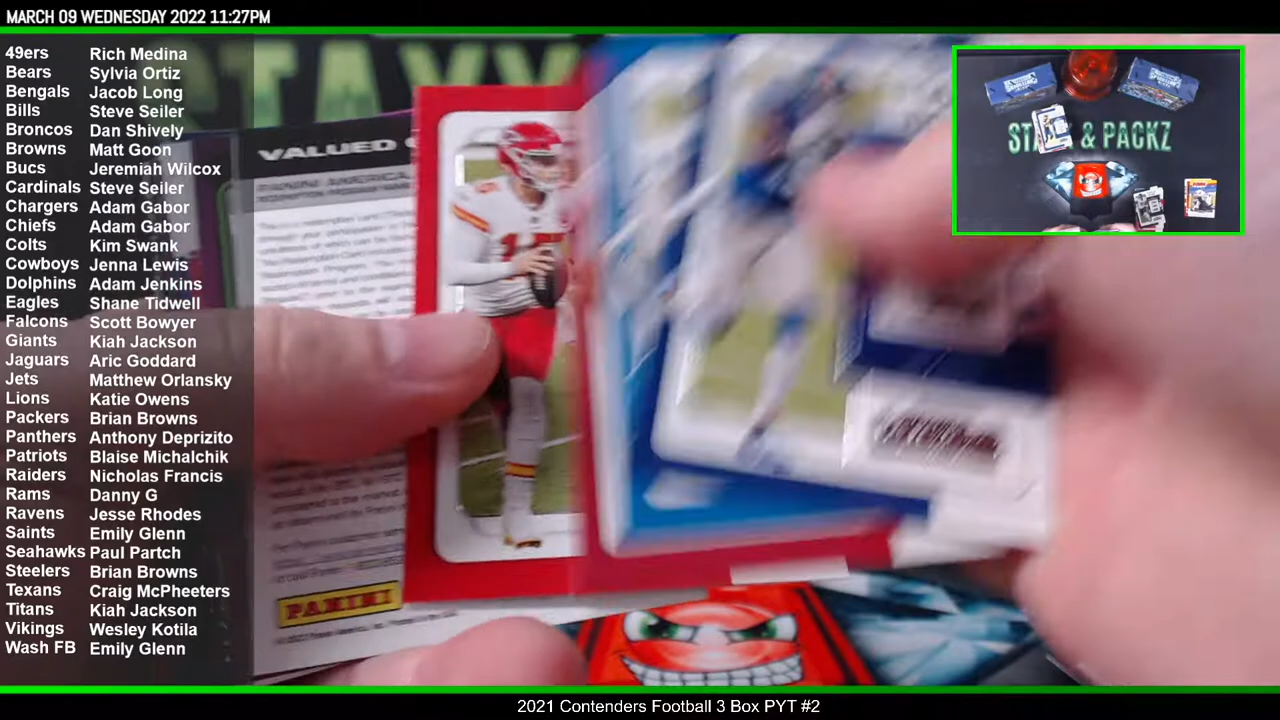 MARCH 09 WEDNESDAY 2022 11:27PM
49ers Rich Medina
Bears Sylvia Ortiz
Bengals Jacob Long
Bills Steve Seiler
Broncos Dan Shively
Browns Matt Goon
Bucs Jeremiah Wilcox
Cardinals Steve Seiler
Chargers Adam Gabor
Chiefs Adam Gabor
Colts Kim Swank
Cowboys Jenna Lewis
Dolphins Adam Jenkins
Eagles Shane Tidwell
Falcons Scott Bowyer
Giants Kiah Jackson
Jaguars Aric Goddard
Jets Matthew Orlansky
Lions Katie Owens
Packers Brian Browns
Panthers Anthony Deprizito
Patriots Blaise Michalchik
Raiders Nicholas Francis
Rams Danny G
Ravens Jesse Rhodes
Saints Emily Glenn
Seahawks Paul Partch
Steelers Brian Browns
Texans Craig McPheeters
Titans Kiah Jackson
Vikings Wesley Kotila
Wash FB Emily Glenn
VALUED
PANINI
& PACKZ
2021 Contenders Football 3 Box PYT #2